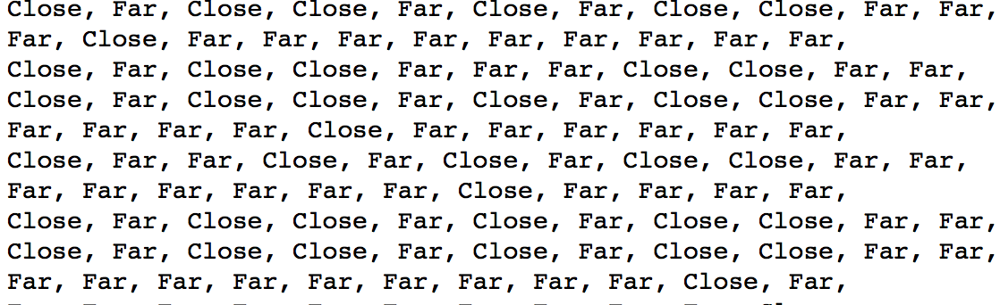 Close, Far, Close, Close, Far, Close, Far, Close, Close, Far, Far,
Far, Close, Far, Far, Far, Far, Far, Far, Far, Far, Far,
Close, Far, Close, Close, Far, Far, Far, Close, Close, Far, Far,
Close, Far, Close, Close, Far, Close, Far, Close, Close, Far, Far,
Far, Far, Far, Far, Close, Far, Far, Far, Far, Far, Far,
Close, Far, Far, Close, Far, Close, Far, Close, Close, Far, Far,
Far, Far, Far, Far, Far, Far, Close, Far, Far, Far, Far,
Close, Far, Close, Close, Far, Close, Far, Close, Close, Far, Far,
Close, Far, Close, Close, Far, Close, Far, Close, Close, Far, Far,
Far, Far, Far, Far, Far, Far, Far, Far, Far, Close, Far,